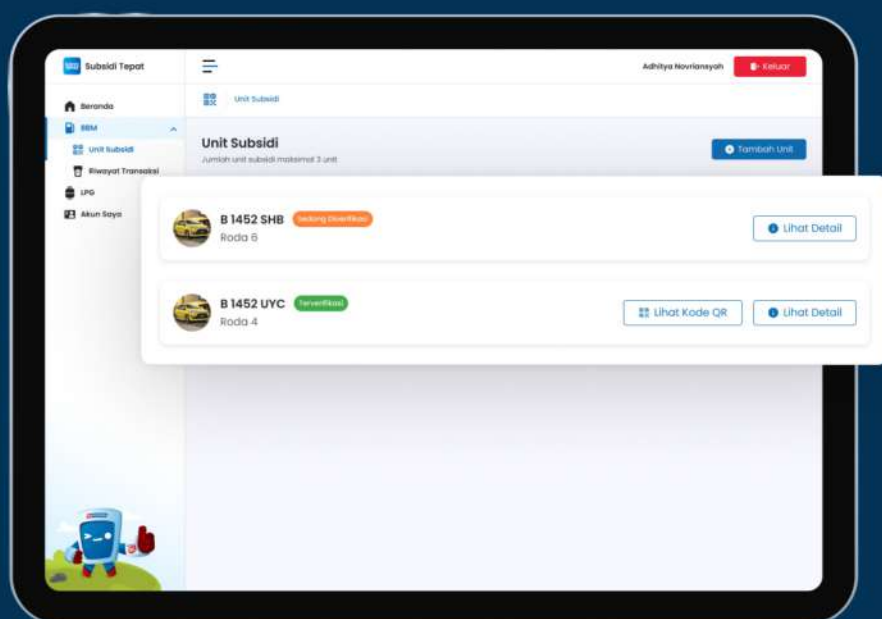 Subsidi Tepat
Adhitya Novriansyah
Keluar
Beranda
BBM
Unit Subsidi
Riwayat Transaksi
LPG
Akun Saya
Unit Subsidi
Unit Subsidi
Jumlah unit subsidi maksimal 3 unit
Tambah Unit
B 1452 SHB
Sedang Diverifikasi
Roda 6
Lihat Detail
B 1452 UYC
Terverifikasi
Roda 4
Lihat Kode QR
Lihat Detail